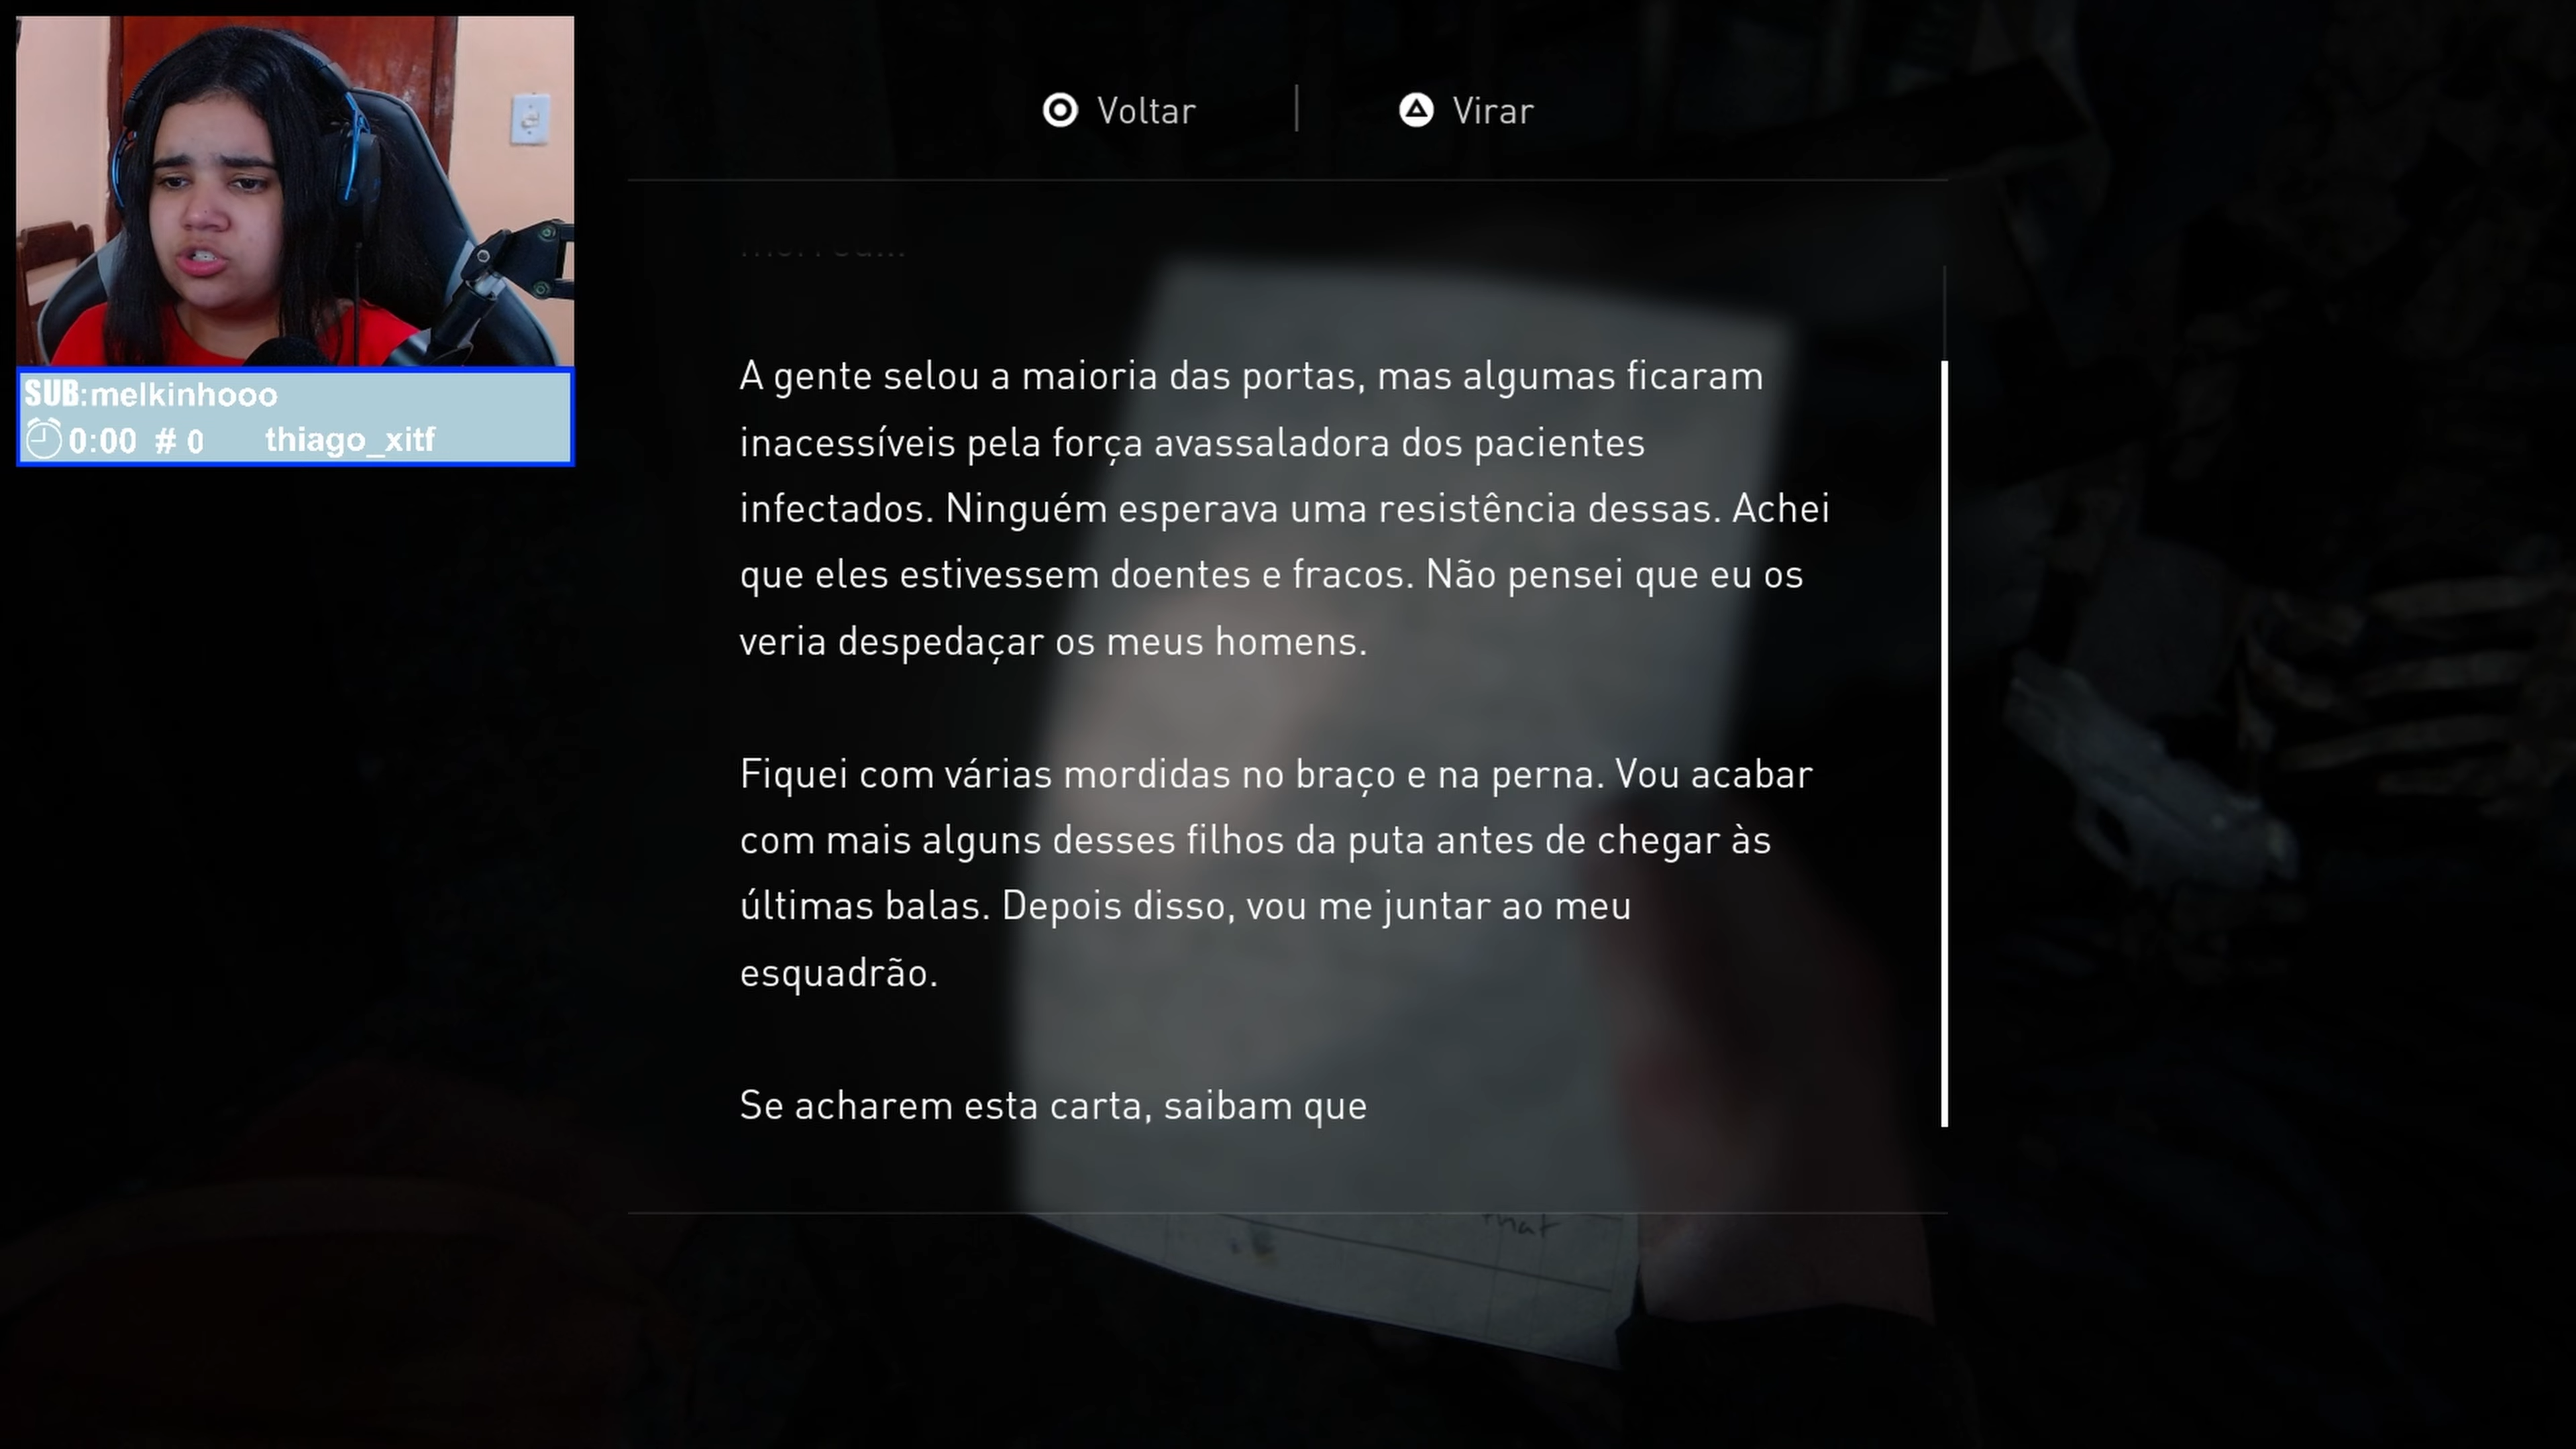 Voltar | Virar
A gente selou a maioria das portas, mas algumas ficaram
inacessíveis pela força avassaladora dos pacientes
infectados. Ninguém esperava uma resistência dessas. Achei
que eles estivessem doentes e fracos. Não pensei que eu os
veria despedaçar os meus homens.
Fiquei com várias mordidas no braço e na perna. Vou acabar
com mais alguns desses filhos da puta antes de chegar às
últimas balas. Depois disso, vou me juntar ao meu
esquadrão.
Se acharem esta carta, saibam que
that
SUB:melkinhooo
0:00 # 0 thiago_xitf